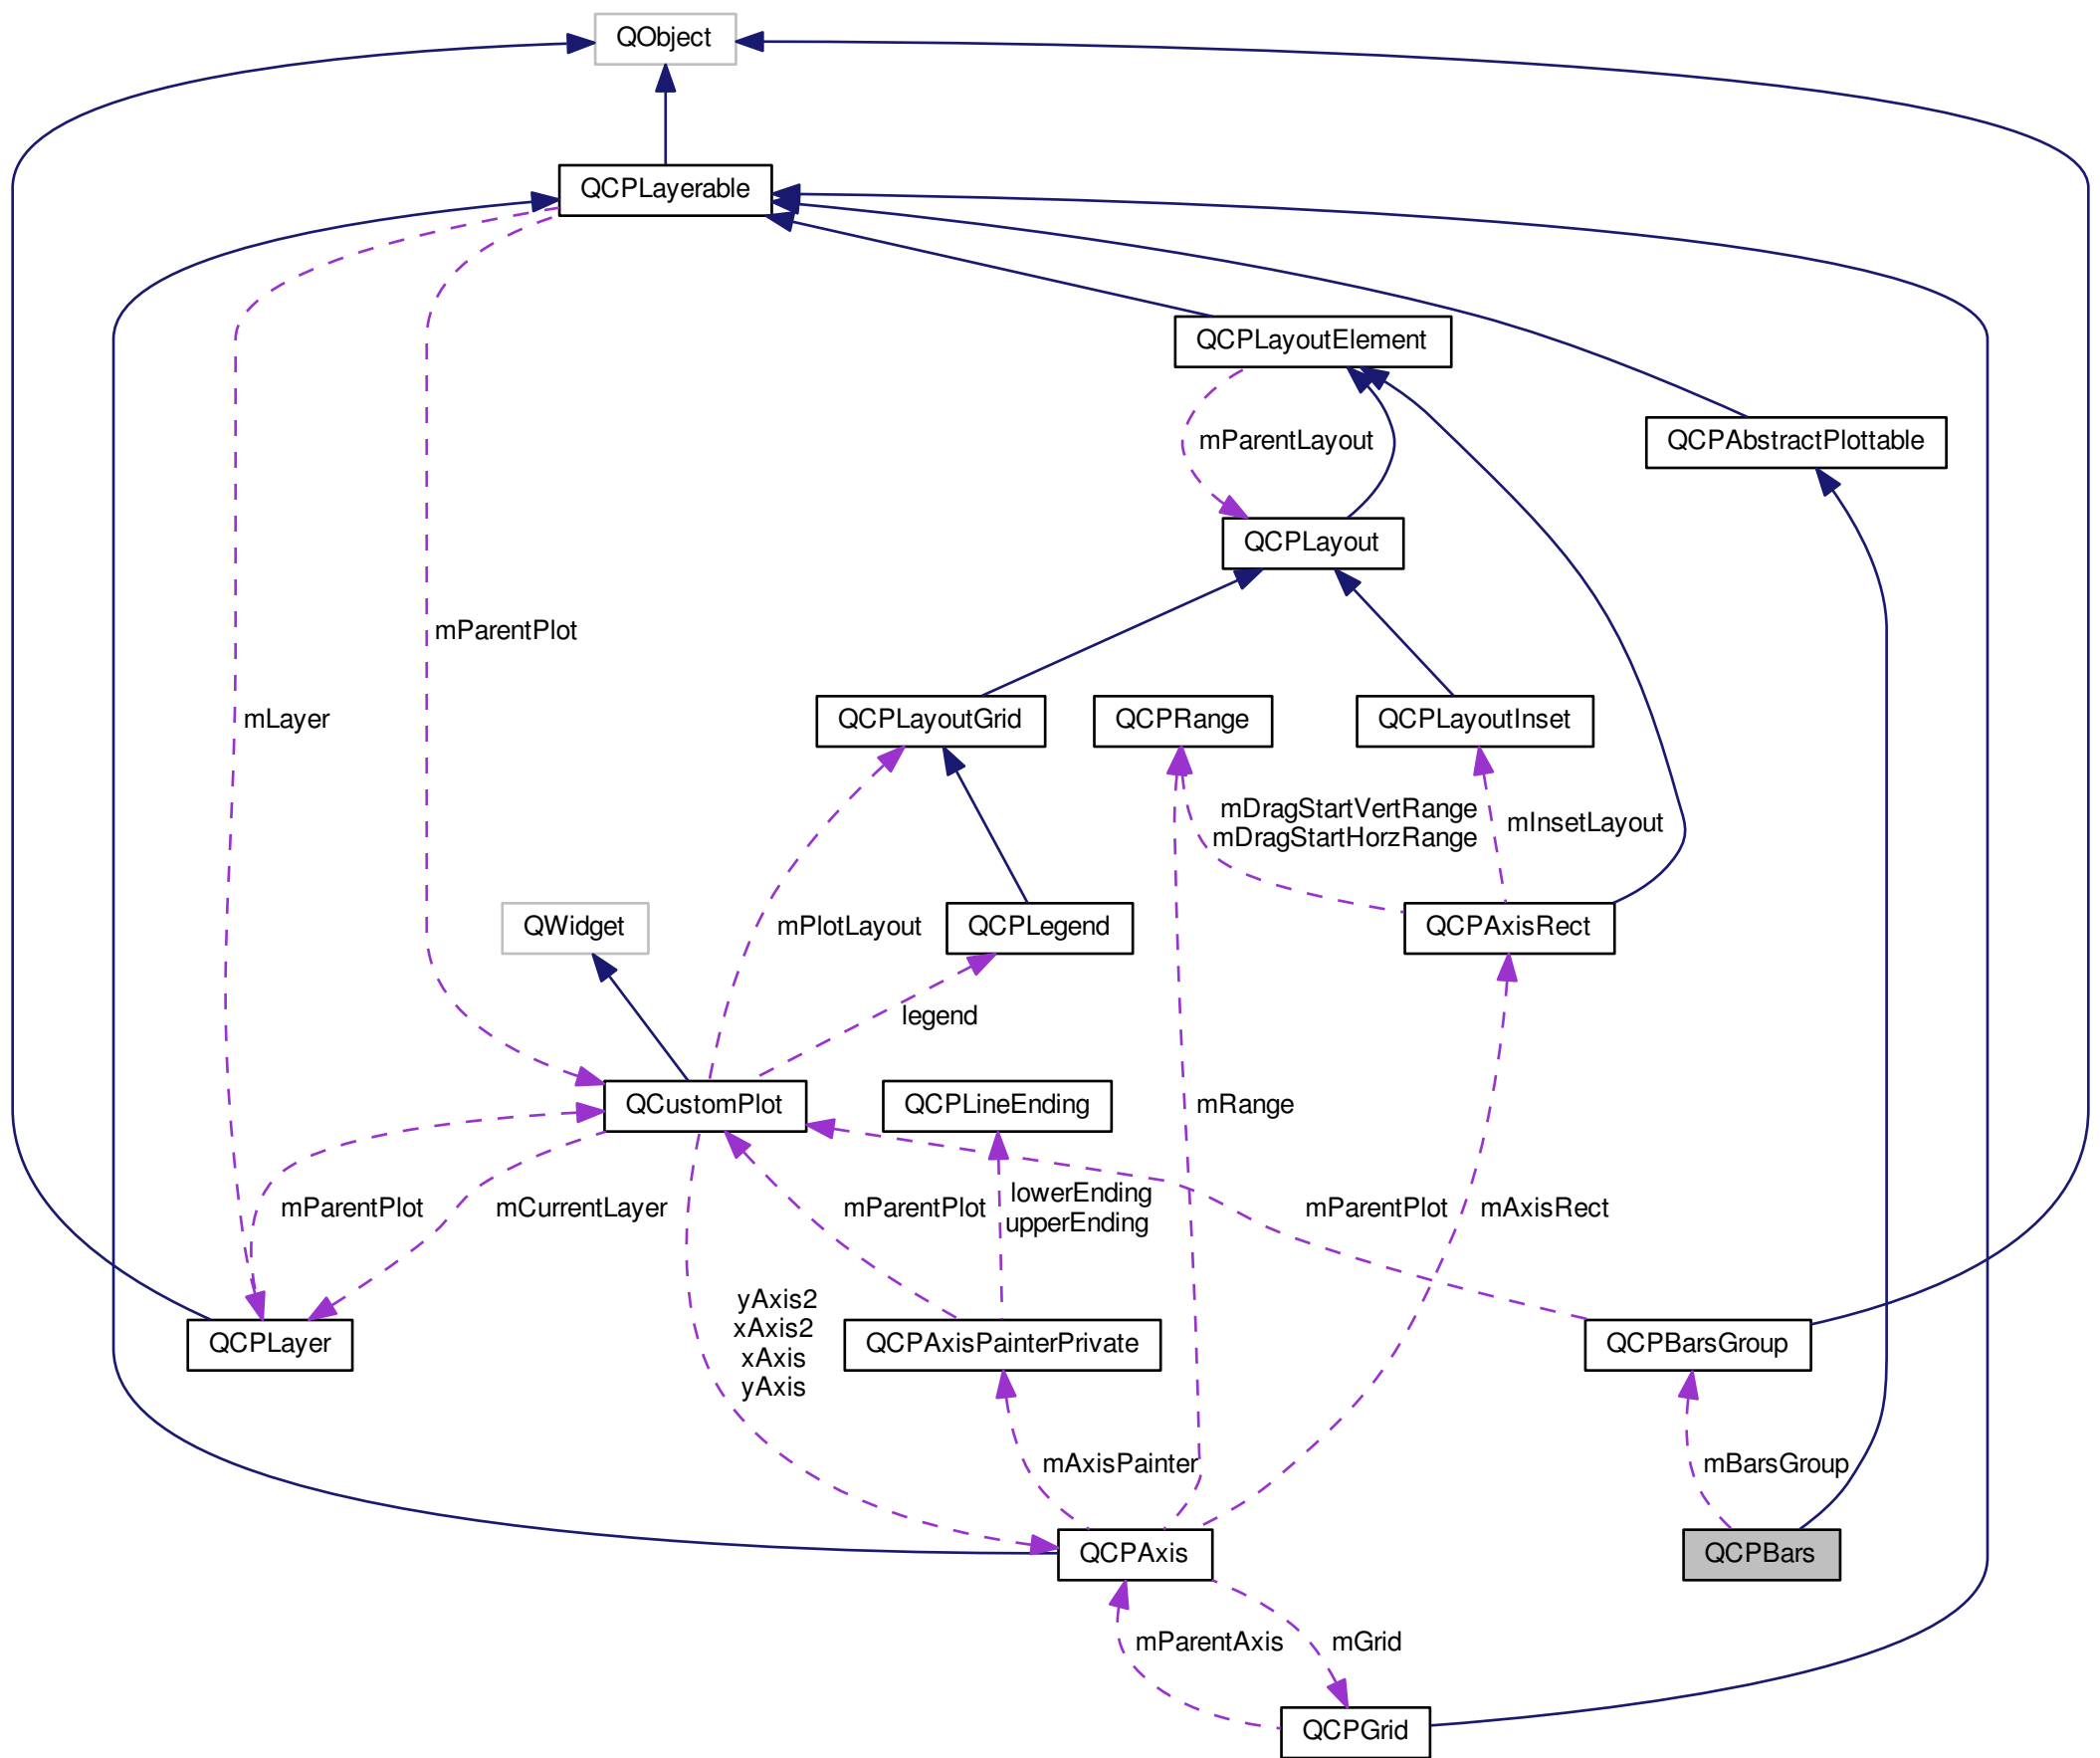 QObject
QCPLayerable
QCPLayoutElement
mParentLayout
QCPAbstractPlottable
QCPLayout
mParentPlot
mLayer
QCPLayoutGrid
QCPRange
QCPLayoutInset
mDragStartVertRange
mDragStartHorzRange
mInsetLayout
QWidget
mPlotLayout
QCPLegend
QCPAxisRect
legend
QCustomPlot
QCPLineEnding
mRange
mParentPlot
mCurrentLayer
mParentPlot
lowerEnding
upperEnding
mParentPlot
mAxisRect
yAxis2
xAxis2
xAxis
yAxis
QCPLayer
QCPAxisPainterPrivate
QCPBarsGroup
mAxisPainter
mBarsGroup
QCPAxis
QCPBars
mParentAxis
mGrid
QCPGrid